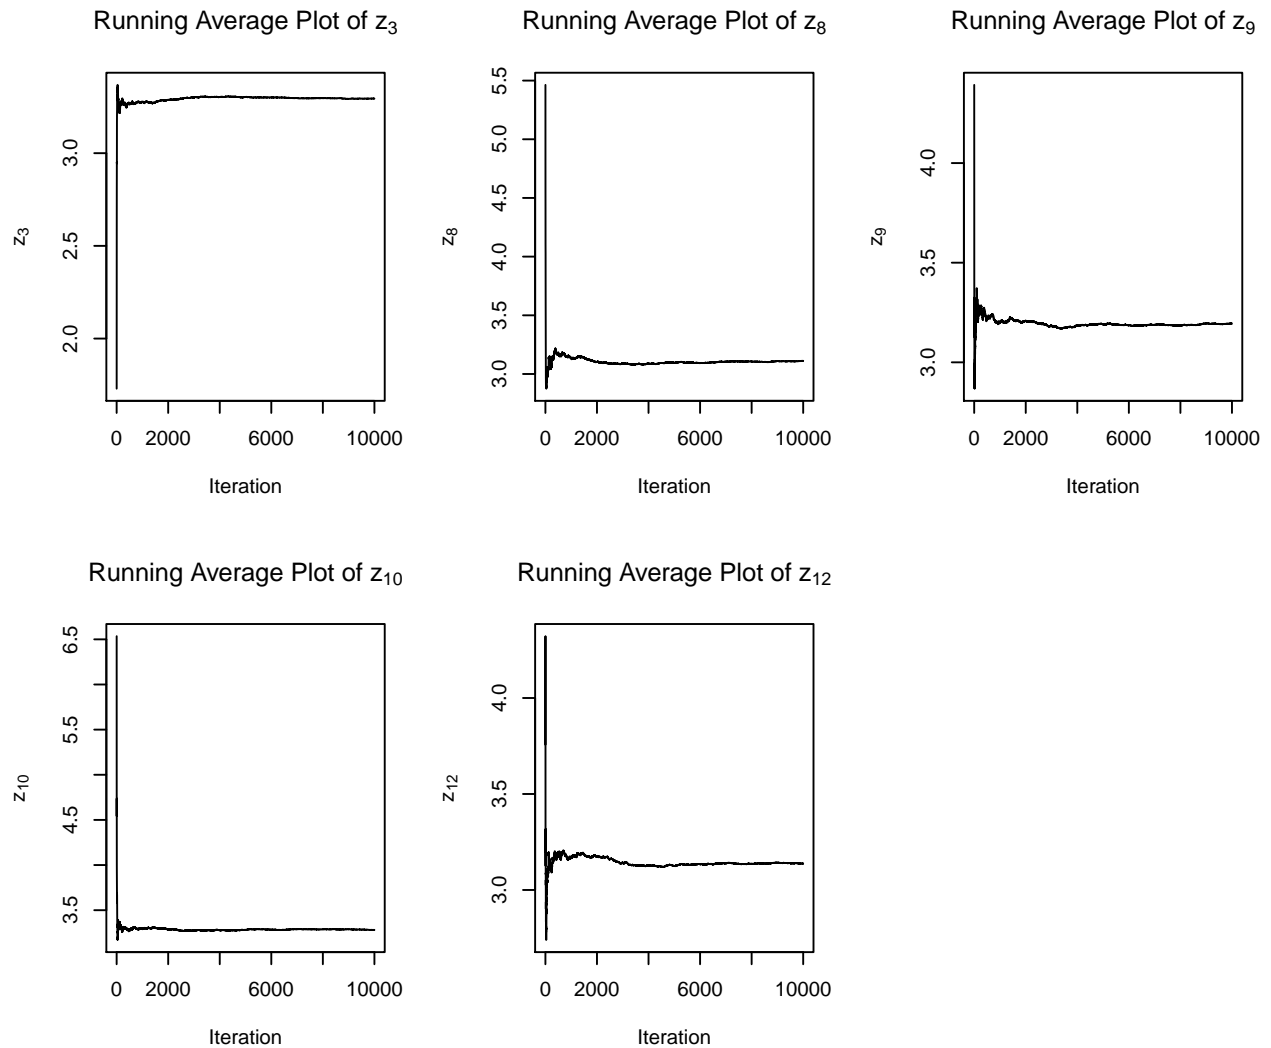 Running Average Plot of z3
Running Average Plot of z8
Running Average Plot of z9
z3
2.0 2.5 3.0
0 2000 6000 10000
Iteration
z8
3.0 3.5 4.0 4.5 5.0 5.5
0 2000 6000 10000
Iteration
z9
3.0 3.5 4.0
0 2000 6000 10000
Iteration
Running Average Plot of z10
Running Average Plot of z12
z10
3.5 4.5 5.5 6.5
0 2000 6000 10000
Iteration
z12
3.0 3.5 4.0
0 2000 6000 10000
Iteration